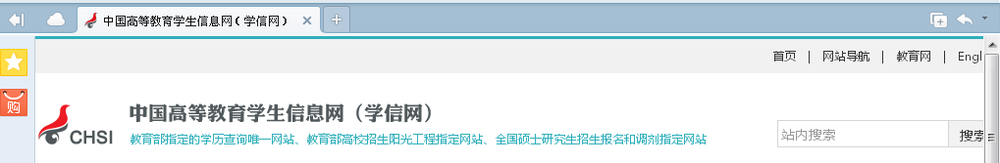 中国高等教育学生信息网（学信网）
首页 | 网站导航 | 教育网 | Engl
购
中国高等教育学生信息网（学信网）
CHSI
教育部指定的学历查询唯一网站、教育部高校招生阳光工程指定网站、全国硕士研究生招生报名和调剂指定网站
站内搜索 搜索